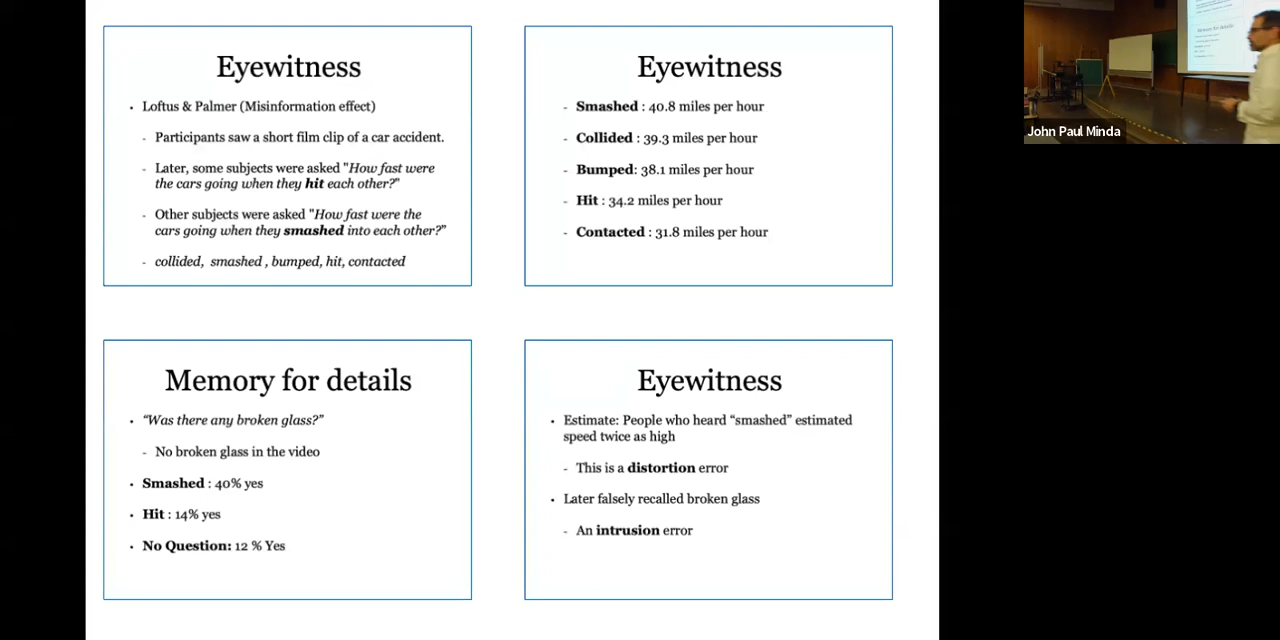 Eyewitness
• Loftus & Palmer (Misinformation effect)
- Participants saw a short film clip of a car accident.
- Later, some subjects were asked "How fast were
the cars going when they hit each other?"
- Other subjects were asked "How fast were the
cars going when they smashed into each other?”
- collided, smashed , bumped, hit, contacted
Eyewitness
- Smashed : 40.8 miles per hour
- Collided : 39.3 miles per hour
- Bumped: 38.1 miles per hour
- Hit : 34.2 miles per hour
- Contacted : 31.8 miles per hour
Memory for details
• “Was there any broken glass?”
- No broken glass in the video
• Smashed : 40% yes
• Hit : 14% yes
• No Question: 12 % Yes
Eyewitness
• Estimate: People who heard “smashed” estimated
speed twice as high
- This is a distortion error
• Later falsely recalled broken glass
- An intrusion error
Memory for details
John Paul Minda